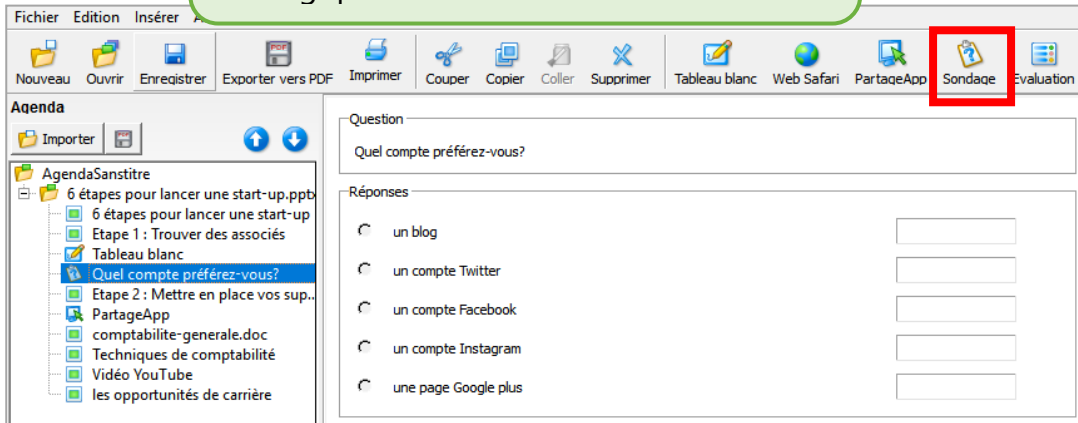 Fichier Edition Insérer
Nouveau Ouvrir Enregistrer Exporter vers PDF Imprimer Couper Copier Coller Supprimer Tableau blanc Web Safari PartageApp Sondage Evaluation
Agenda
Importer
AgendaSanstitre
6 étapes pour lancer une start-up.pptx
6 étapes pour lancer une start-up
Etape 1 : Trouver des associés
Tableau blanc
Quel compte préférez-vous?
Etape 2 : Mettre en place vos sup...
PartageApp
comptabilite-generale.doc
Techniques de comptabilité
Vidéo YouTube
les opportunités de carrière
Question
Quel compte préférez-vous?
Réponses
un blog
un compte Twitter
un compte Facebook
un compte Instagram
une page Google plus